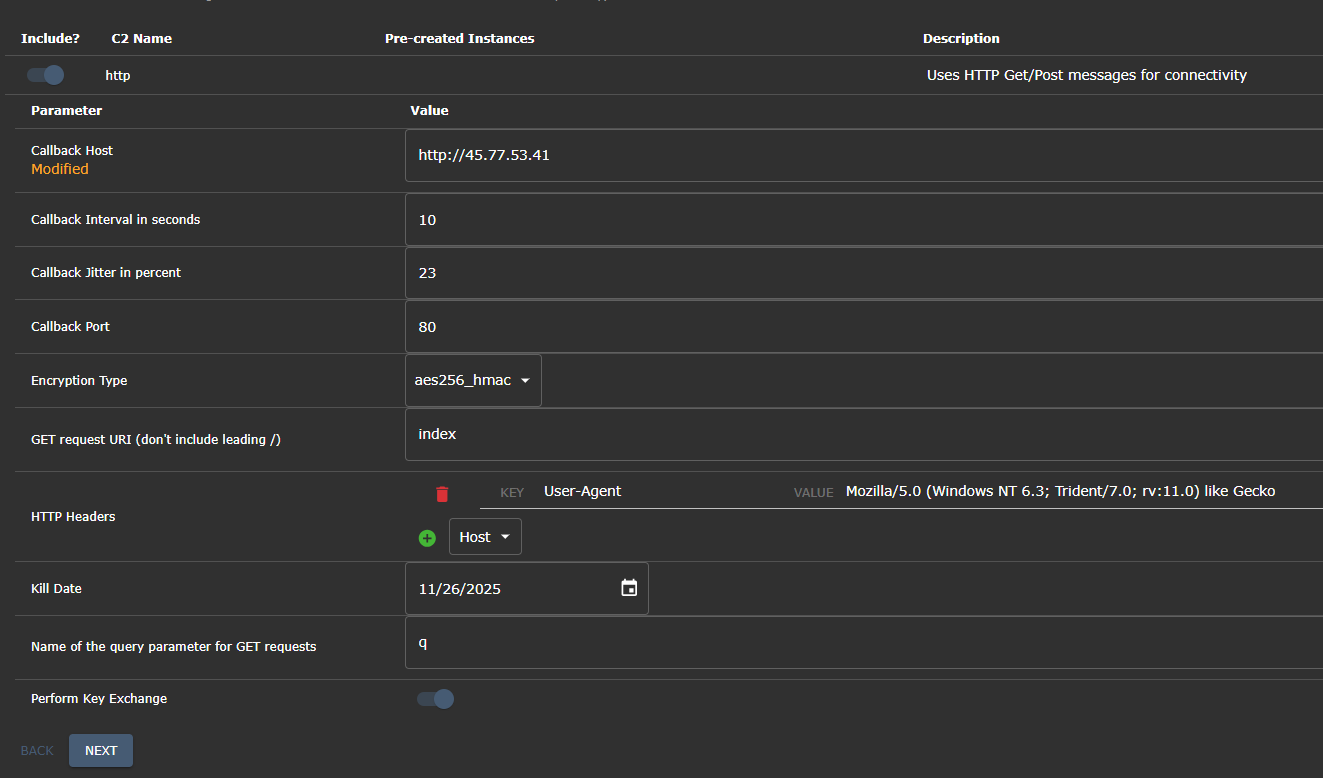 Include? C2 Name Pre-created Instances Description
http Uses HTTP Get/Post messages for connectivity
Parameter Value
Callback Host http://45.77.53.41
Modified
Callback Interval in seconds 10
Callback Jitter in percent 23
Callback Port 80
Encryption Type aes256_hmac
GET request URI (don't include leading /) index
KEY User-Agent VALUE Mozilla/5.0 (Windows NT 6.3; Trident/7.0; rv:11.0) like Gecko
HTTP Headers
Host
Kill Date 11/26/2025
Name of the query parameter for GET requests q
Perform Key Exchange
BACK NEXT